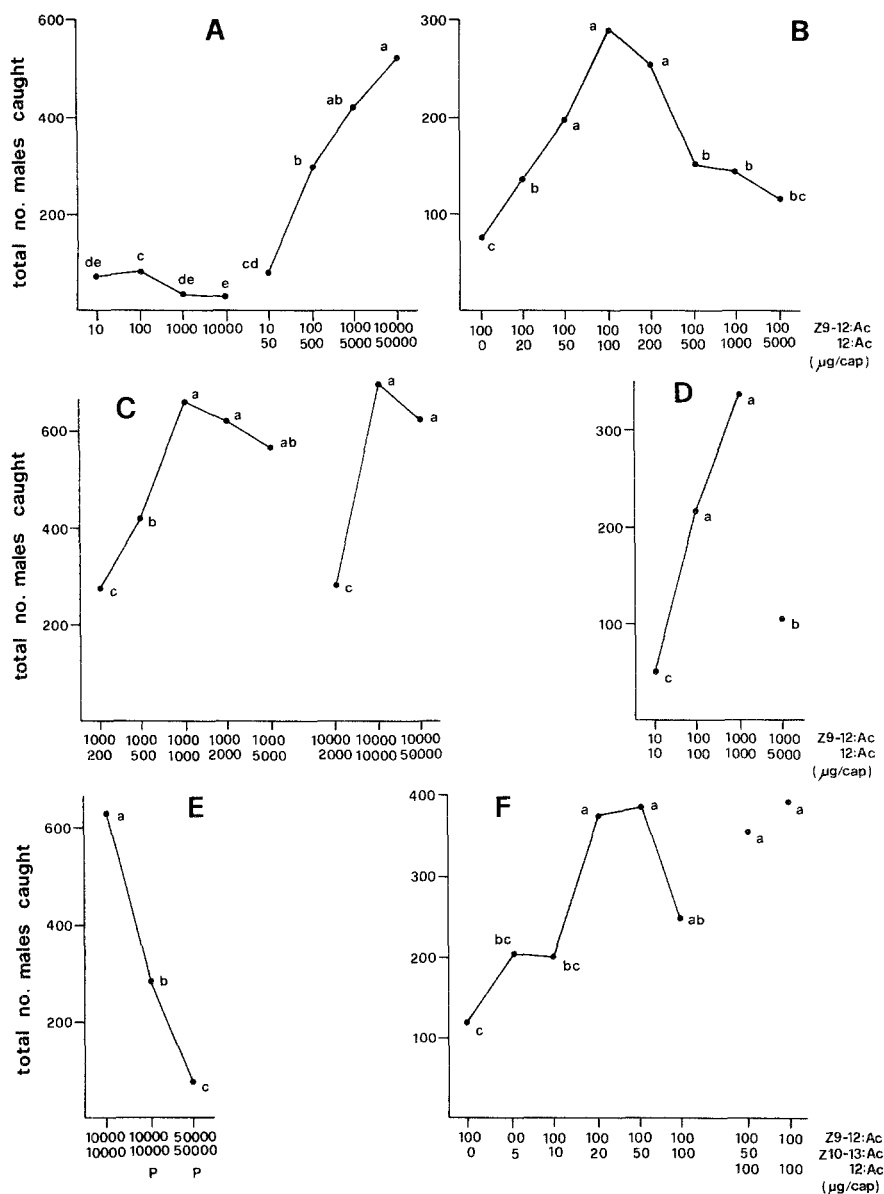 600
A
a
ab
400
b
total no. males caught
200
de
c
de
e
cd
10 100 1000 10000 10 100 1000 10000
50 500 5000 50000
300
B
a
a
200
a
b
b
b
100
bc
c
100 100 100 100 100 100 100 100 Z9-12:Ac
0 20 50 100 200 500 1000 5000 12:Ac
(µg/cap)
C
a
a
600
a
a
ab
400
b
total no. males caught
c
c
200
1000 1000 1000 1000 1000 10000 10000 10000
200 500 1000 2000 5000 2000 10000 50000
D
a
300
a
200
100
b
c
10 100 1000 1000 Z9-12:Ac
10 100 1000 5000 12:Ac
(µg/cap)
E
600
a
400
total no. males caught
b
200
c
10000 10000 50000
10000 10000 50000
P P
400
F
a
a
a
a
300
ab
200
bc
bc
100
c
100 00 100 100 100 100 100 100 Z9-12:Ac
0 5 10 20 50 100 50 Z10-13:Ac
100 100 12:Ac
(µg/cap)